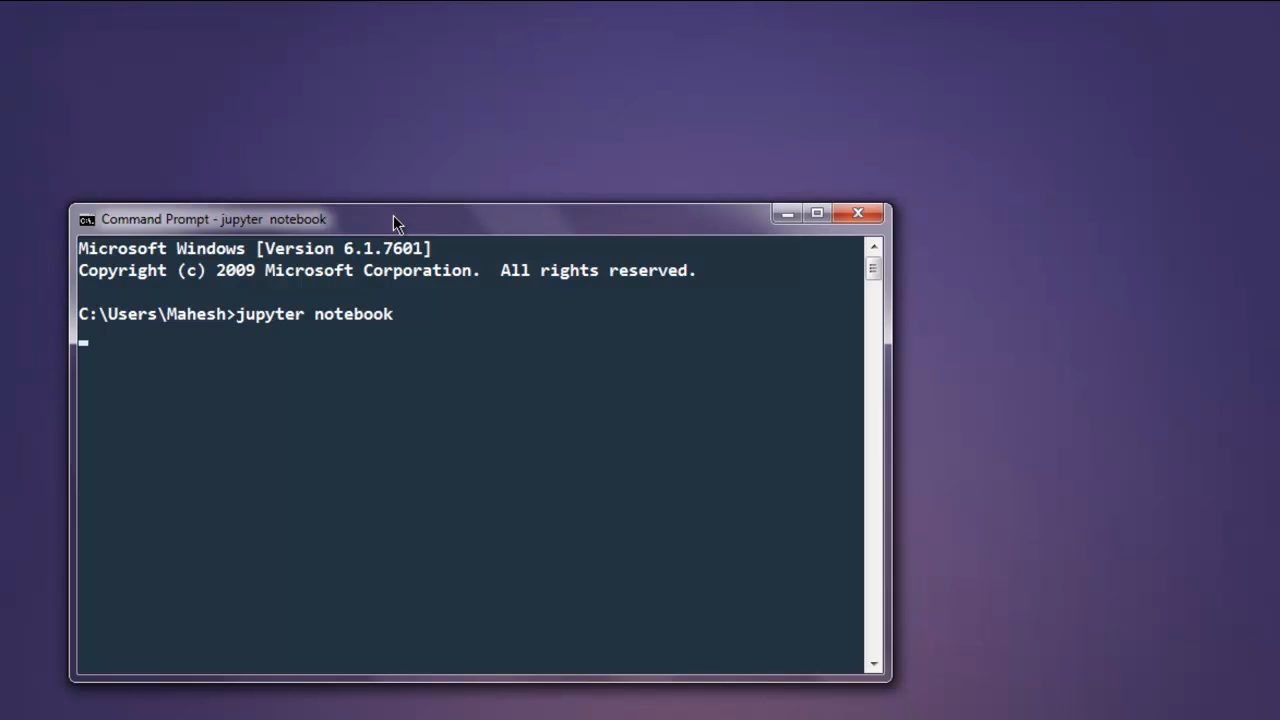 Command Prompt - jupyter  notebook
Microsoft Windows [Version 6.1.7601]
Copyright (c) 2009 Microsoft Corporation.  All rights reserved.
C:\Users\Mahesh>jupyter notebook